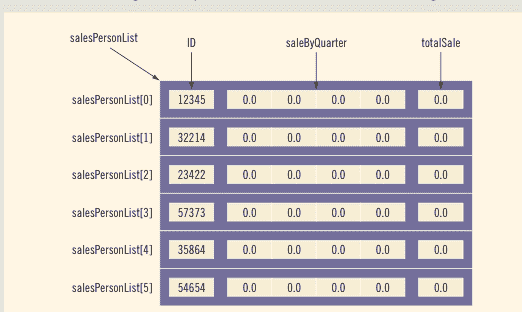 salesPersonList ID saleByQuarter totalSale
salesPersonList[0] 12345 0.0 0.0 0.0 0.0 0.0
salesPersonList[1] 32214 0.0 0.0 0.0 0.0 0.0
salesPersonList[2] 23422 0.0 0.0 0.0 0.0 0.0
salesPersonList[3] 57373 0.0 0.0 0.0 0.0 0.0
salesPersonList[4] 35864 0.0 0.0 0.0 0.0 0.0
salesPersonList[5] 54654 0.0 0.0 0.0 0.0 0.0